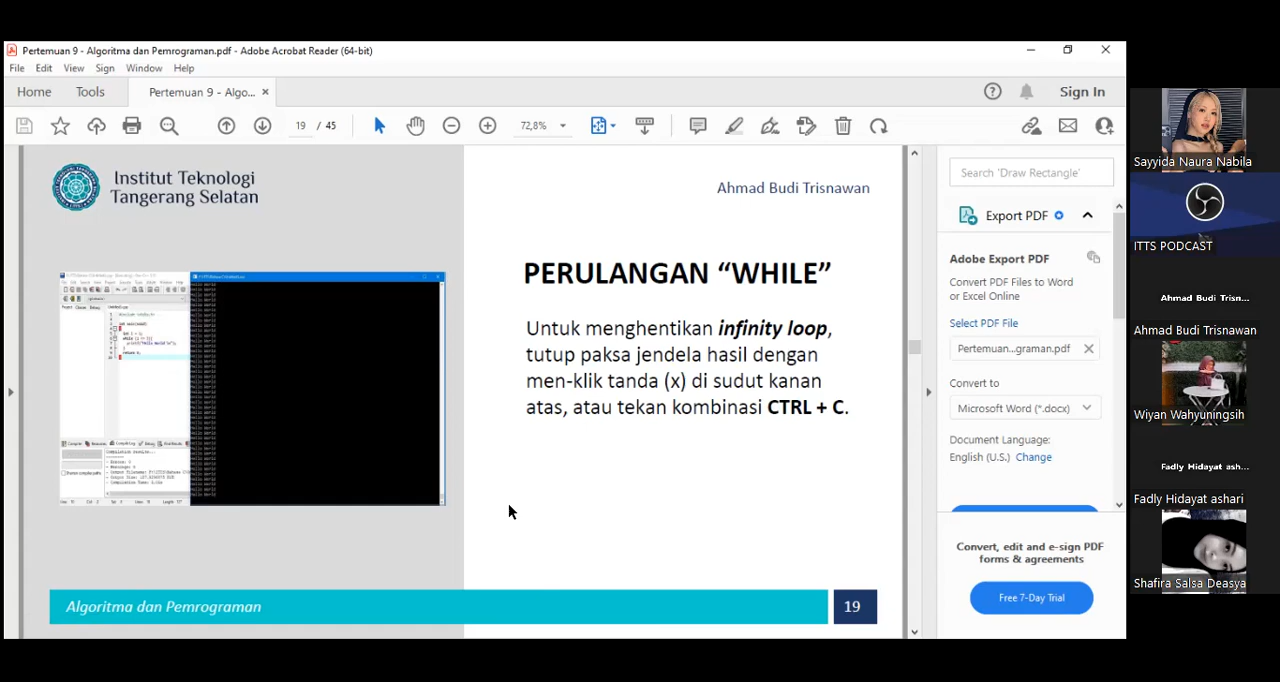 Pertemuan 9 - Algoritma dan Pemrograman.pdf - Adobe Acrobat Reader (64-bit)
File Edit View Sign Window Help
Home Tools Pertemuan 9 - Algo... × Sign In
19 / 45 72,8%
Institut Teknologi
Tangerang Selatan
Ahmad Budi Trisnawan
PERULANGAN “WHILE”
Untuk menghentikan infinity loop,
tutup paksa jendela hasil dengan
men-klik tanda (x) di sudut kanan
atas, atau tekan kombinasi CTRL + C.
Algoritma dan Pemrograman
19
Search 'Draw Rectangle'
Export PDF
Adobe Export PDF
Convert PDF Files to Word
or Excel Online
Select PDF File
Pertemuan...graman.pdf
Convert to
Microsoft Word (*.docx)
Document Language:
English (U.S.) Change
Convert, edit and e-sign PDF
forms & agreements
Free 7-Day Trial
Sayyida Naura Nabila
ITTS PODCAST
Ahmad Budi Trisn...
Ahmad Budi Trisnawan
Wiyan Wahyuningsih
Fadly Hidayat ash...
Fadly Hidayat ashari
Shafira Salsa Deasya